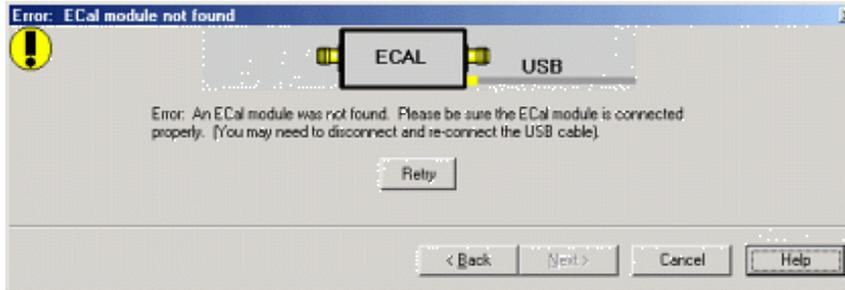 Error: ECal module not found
ECAL
USB
Error: An ECal module was not found. Please be sure the ECal module is connected
properly. (You may need to disconnect and re-connect the USB cable).
Retry
< Back Next > Cancel Help